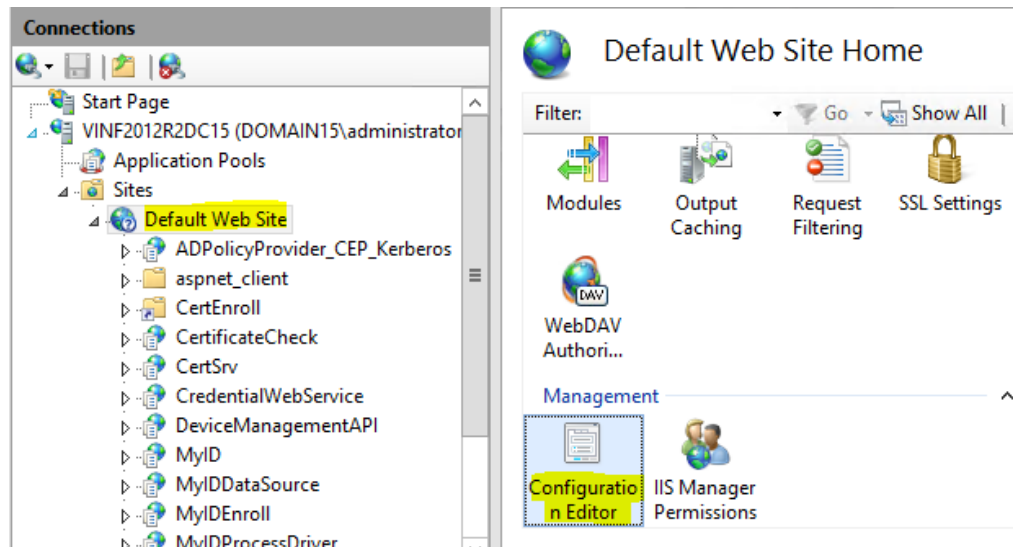 Connections
Start Page
VINF2012R2DC15 (DOMAIN15\administrator
Application Pools
Sites
Default Web Site
ADPolicyProvider_CEP_Kerberos
aspnet_client
CertEnroll
CertificateCheck
CertSrv
CredentialWebService
DeviceManagementAPI
MyID
MyIDDataSource
MyIDEnroll
MyIDProcessDriver
Default Web Site Home
Filter:
Go
Show All
Modules
Output
Caching
Request
Filtering
SSL Settings
DAV
WebDAV
Authori...
Management
Configuratio
n Editor
IIS Manager
Permissions